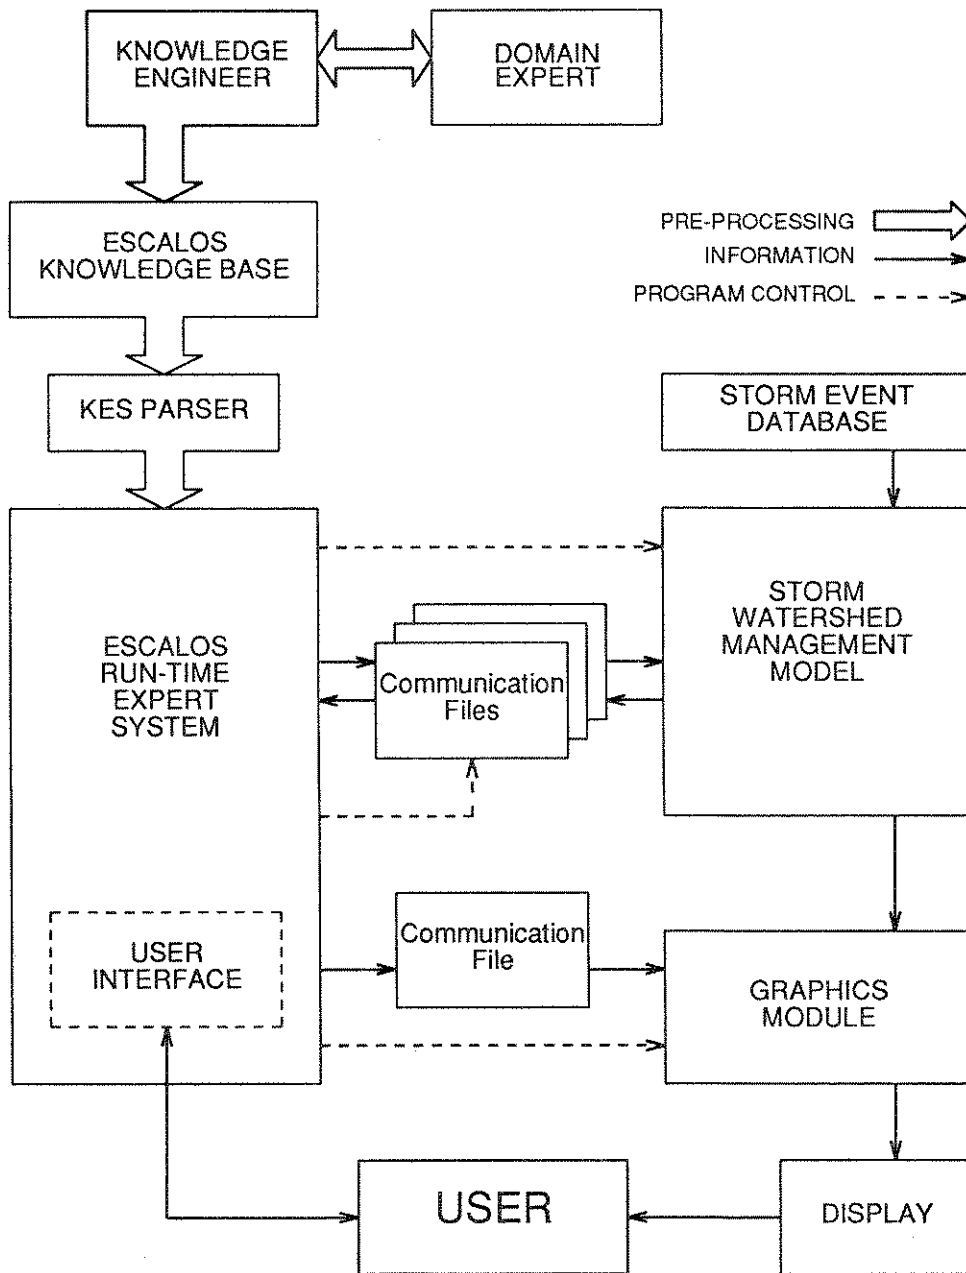 KNOWLEDGE
ENGINEER
DOMAIN
EXPERT
ESCALOS
KNOWLEDGE BASE
PRE-PROCESSING
INFORMATION
PROGRAM CONTROL
KES PARSER
STORM EVENT
DATABASE
ESCALOS
RUN-TIME
EXPERT
SYSTEM
Communication
Files
STORM
WATERSHED
MANAGEMENT
MODEL
USER
INTERFACE
Communication
File
GRAPHICS
MODULE
USER
DISPLAY